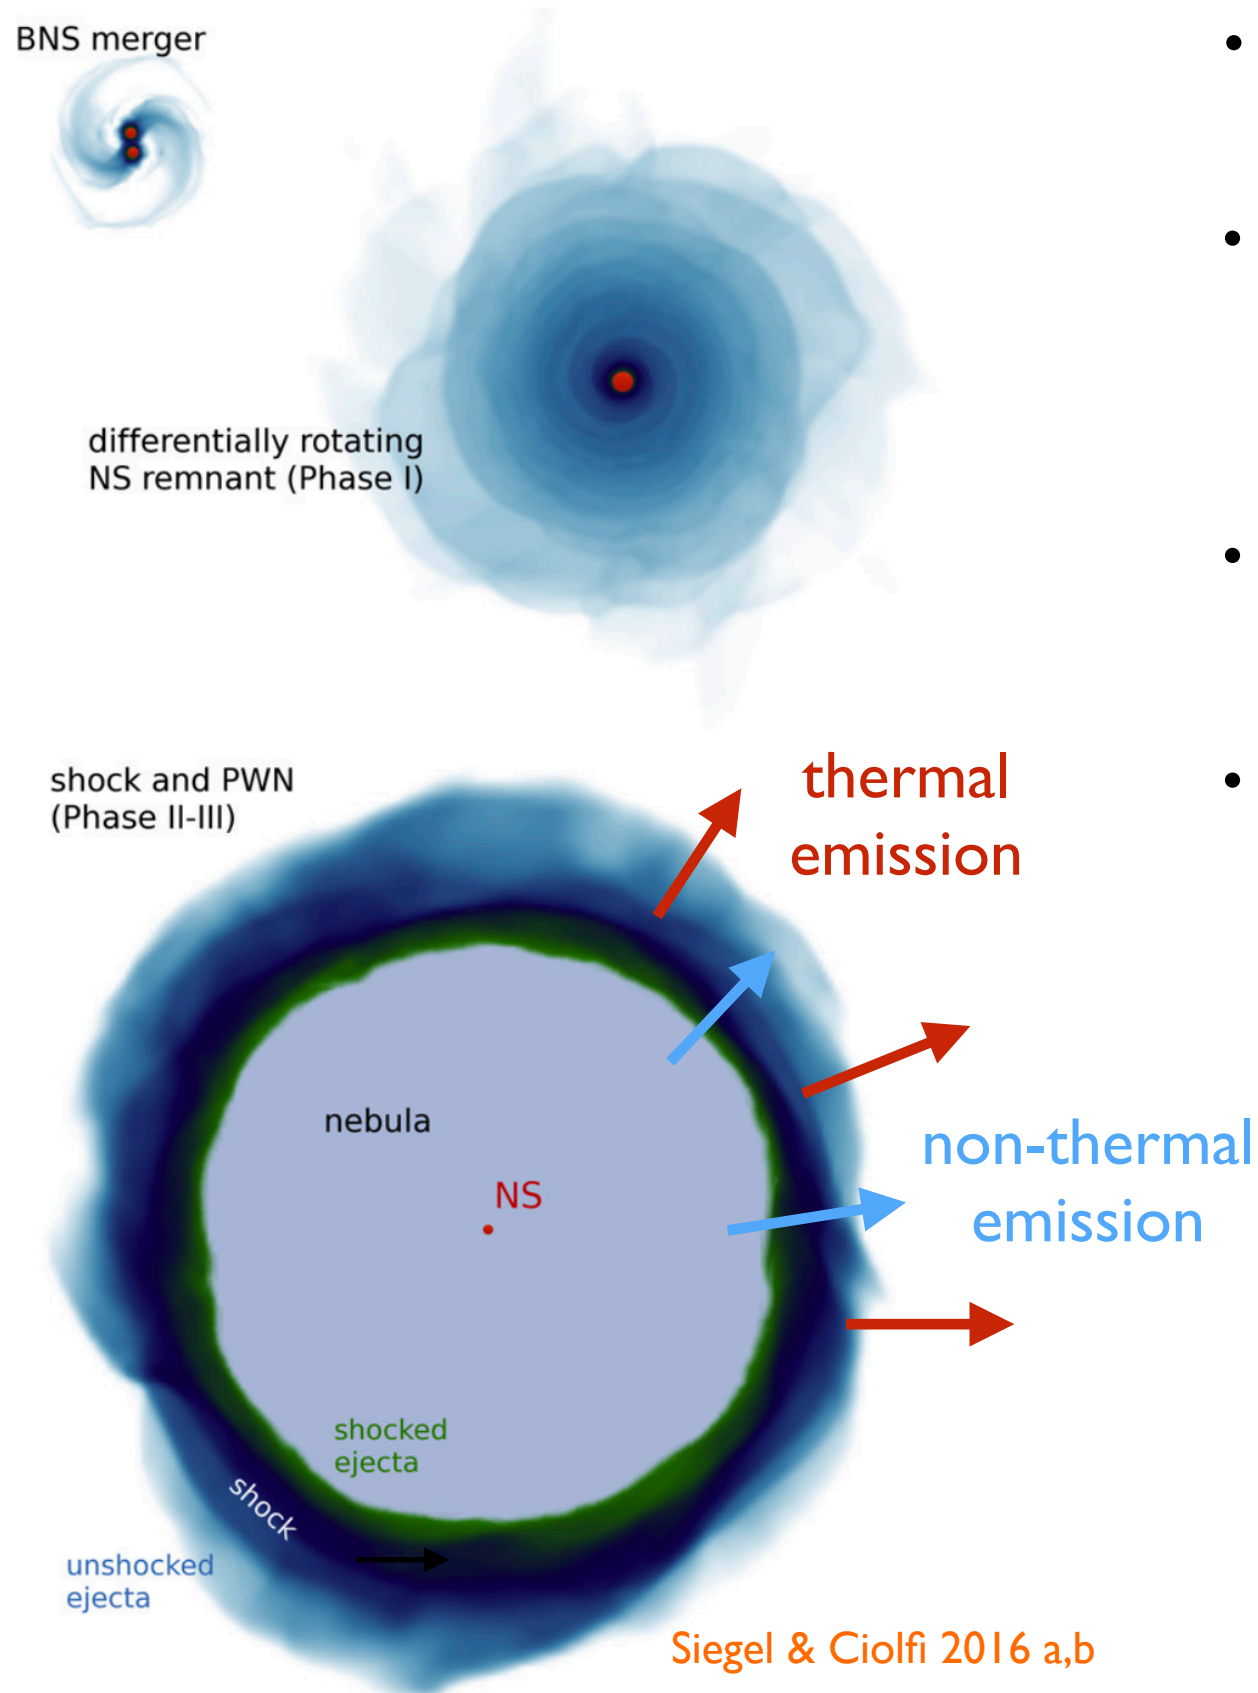 BNS merger
differentially rotating
NS remnant (Phase I)
shock and PWN
(Phase II-III)
thermal
emission
nebula
NS
non-thermal
emission
shocked
ejecta
shock
unshocked
ejecta
Siegel & Ciolfi 2016 a,b